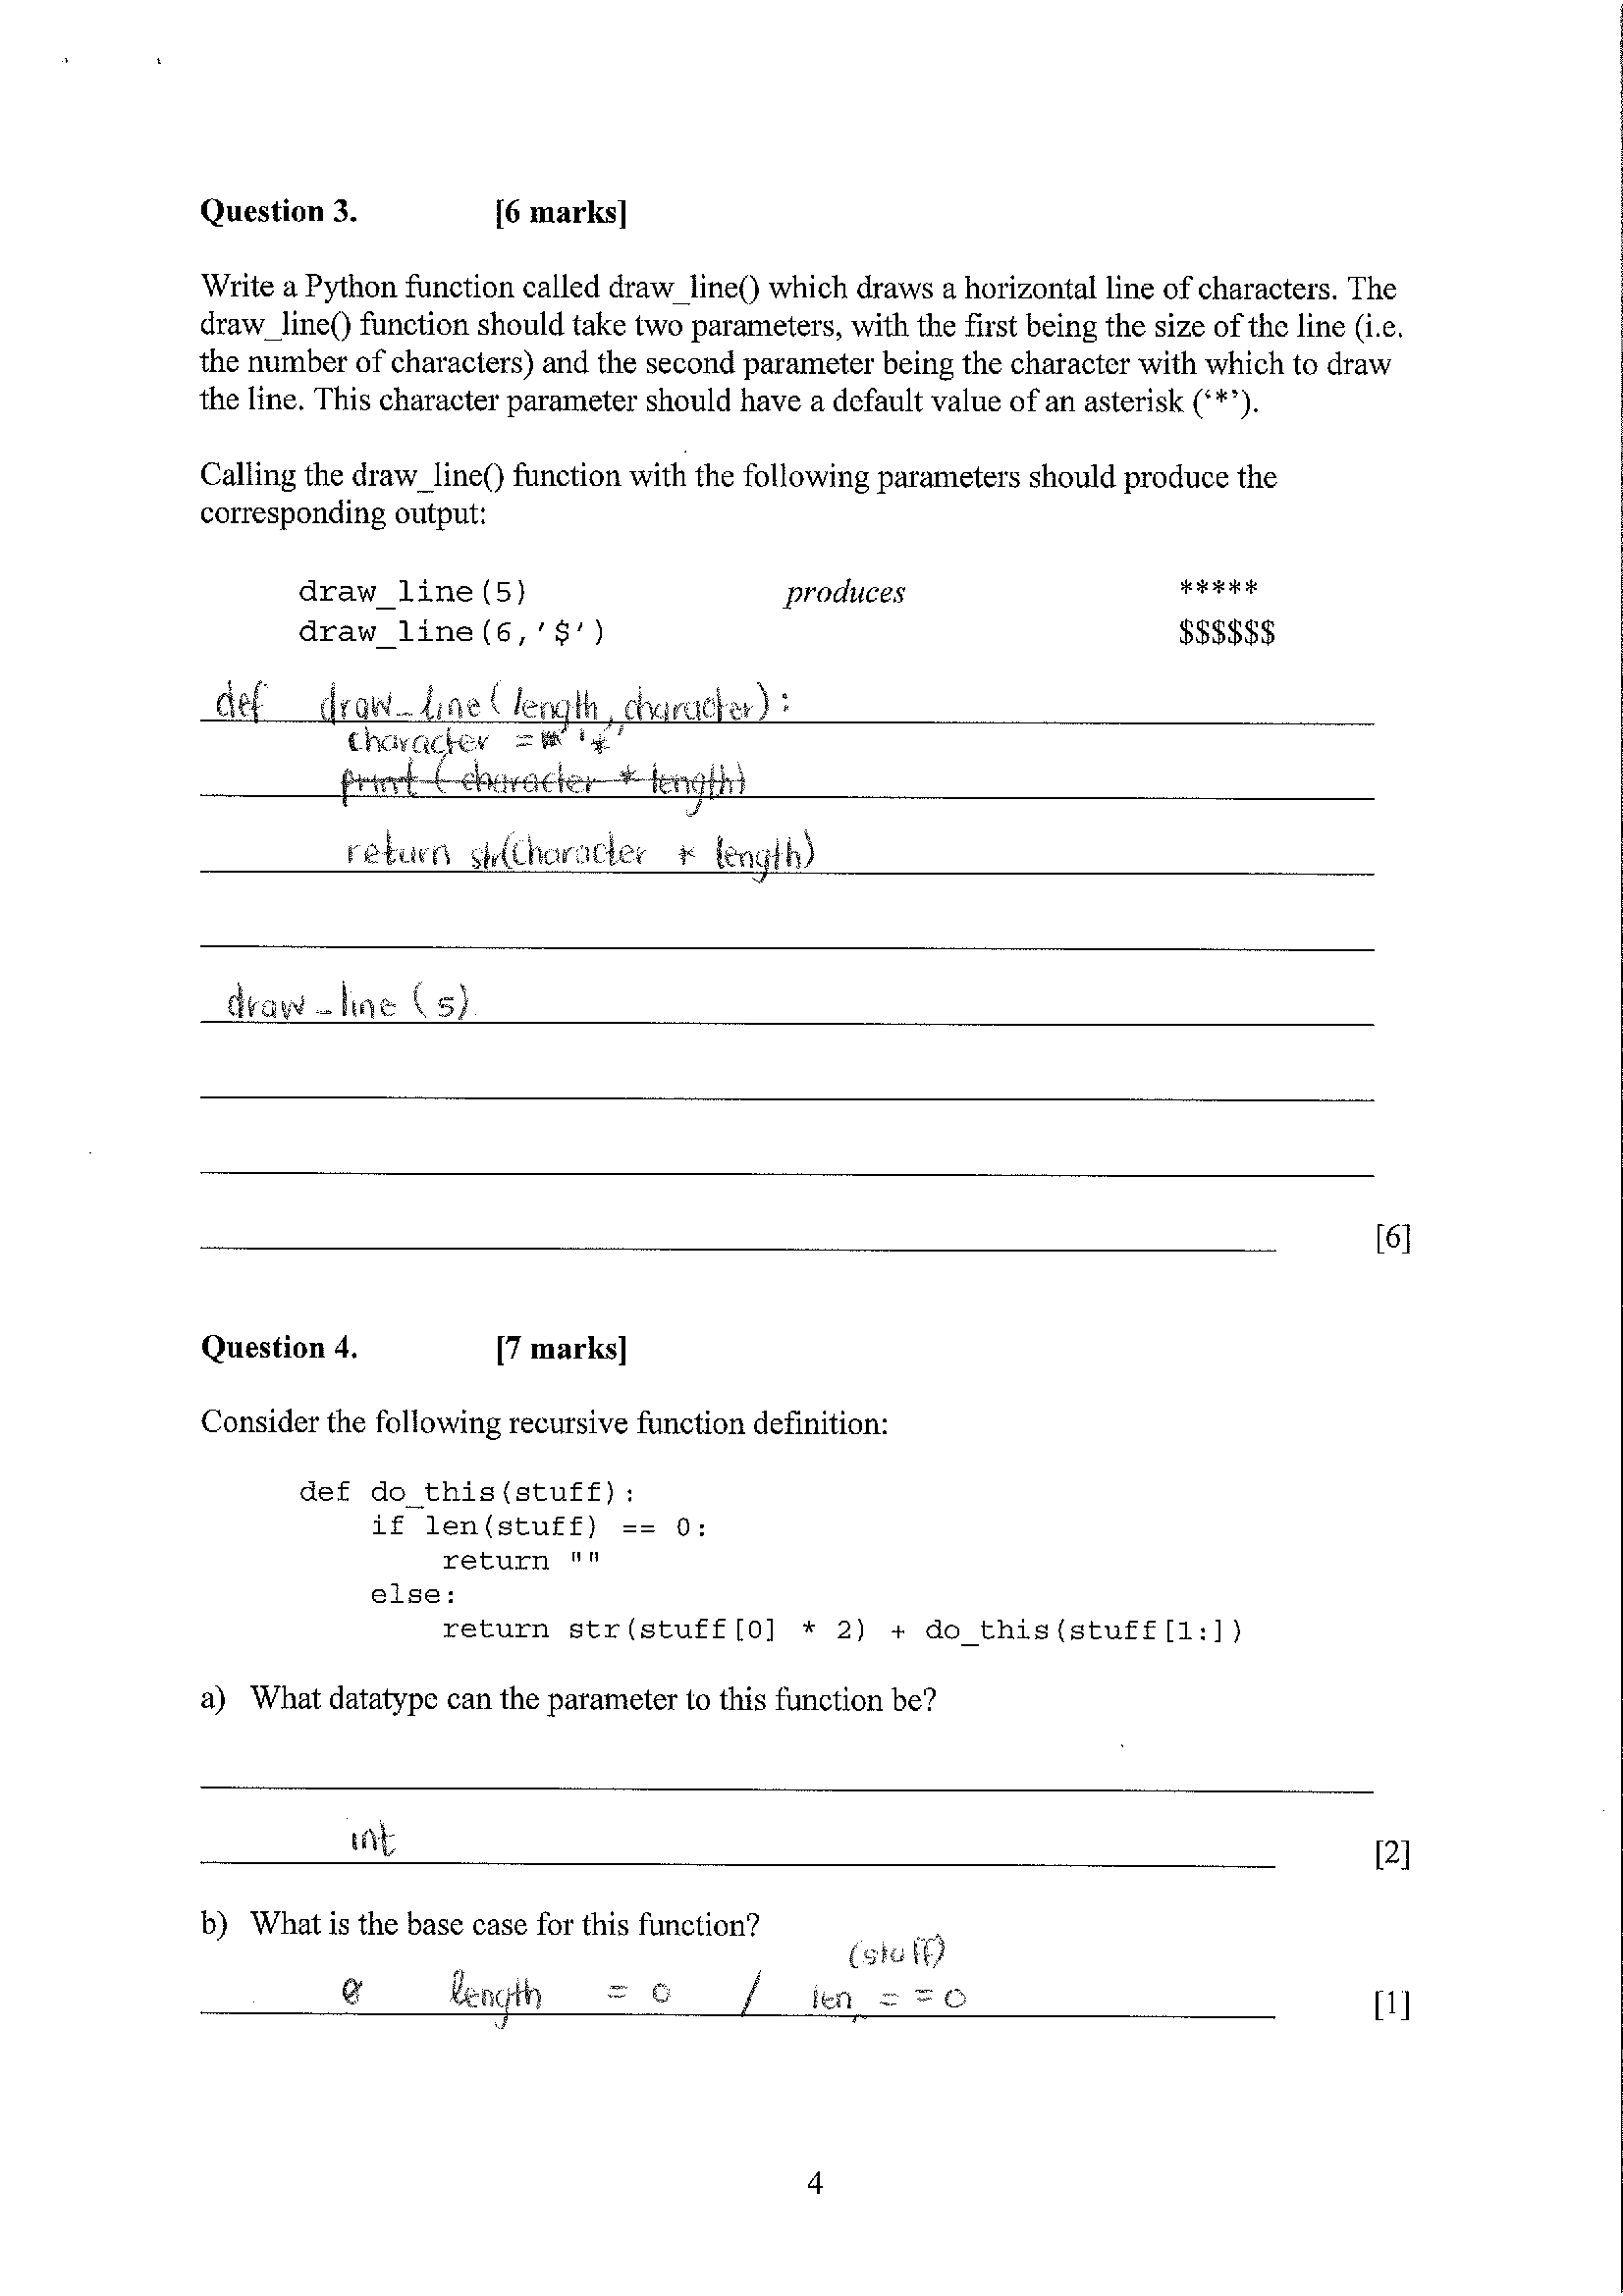 Question 3. [6 marks]
Write a Python function called draw_line() which draws a horizontal line of characters. The
draw_line() function should take two parameters, with the first being the size of the line (i.e.
the number of characters) and the second parameter being the character with which to draw
the line. This character parameter should have a default value of an asterisk (‘*’).
Calling the draw_line() function with the following parameters should produce the
corresponding output:
draw_line(5) produces *****
draw_line(6,'$') $$$$$$
def draw_line(length, character):
character = '*'
print (character * length)
return str(Character * length)
draw_line (5)
[6]
Question 4. [7 marks]
Consider the following recursive function definition:
def do_this(stuff):
if len(stuff) == 0:
return ""
else:
return str(stuff[0] * 2) + do_this(stuff[1:])
a) What datatype can the parameter to this function be?
int [2]
b) What is the base case for this function?
(stuff)
length = 0 / len == 0 [1]
4